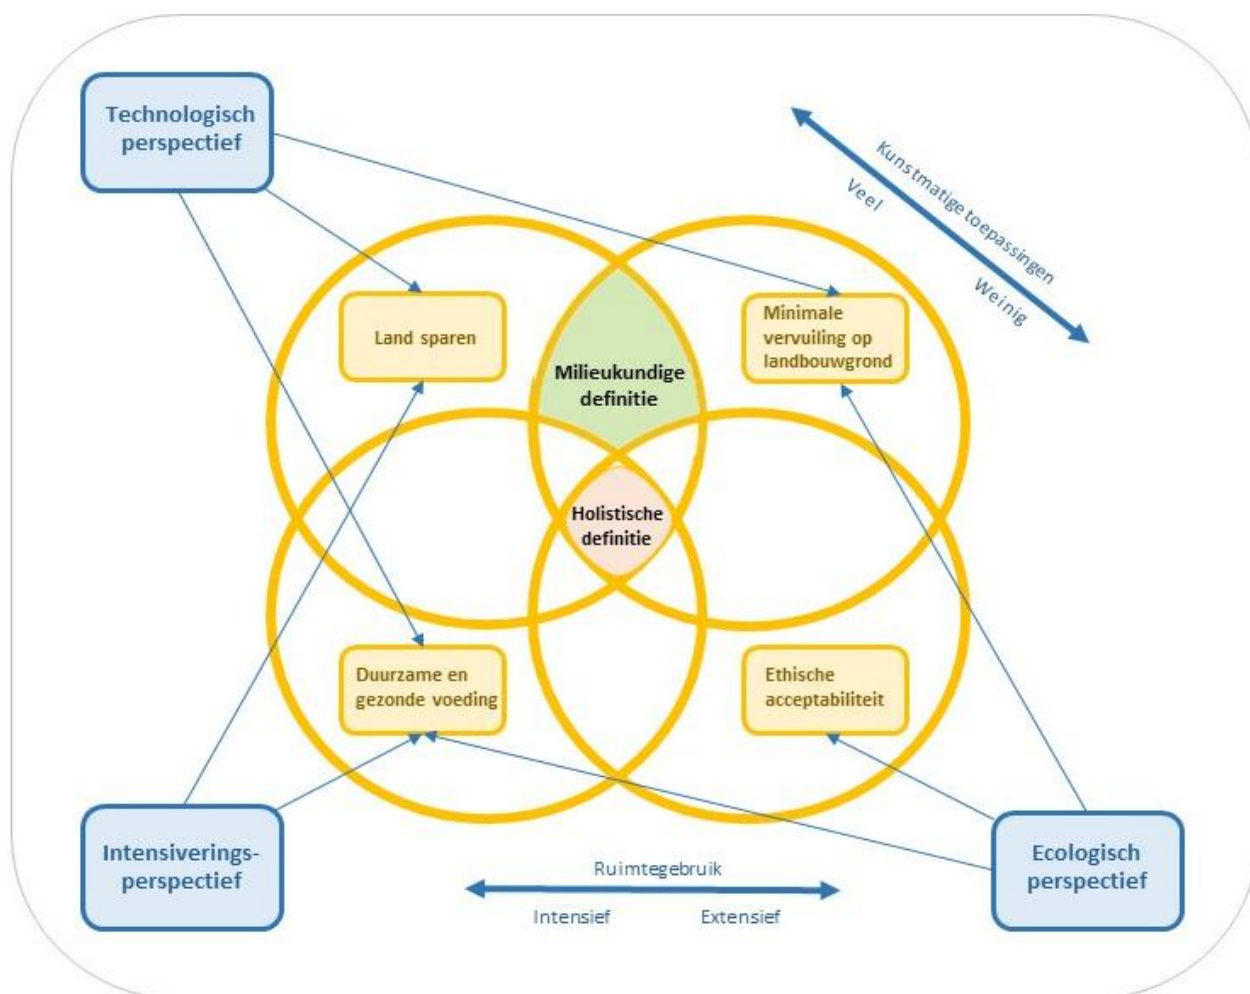 Technologisch
perspectief
Kunstmatige toepassingen
Veel
Weinig
Land sparen
Minimale
vervuiling op
landbouwgrond
Milieukundige
definitie
Holistische
definitie
Duurzame en
gezonde voeding
Ethische
acceptabiliteit
Intensiverings-
perspectief
Ruimtegebruik
Intensief
Extensief
Ecologisch
perspectief